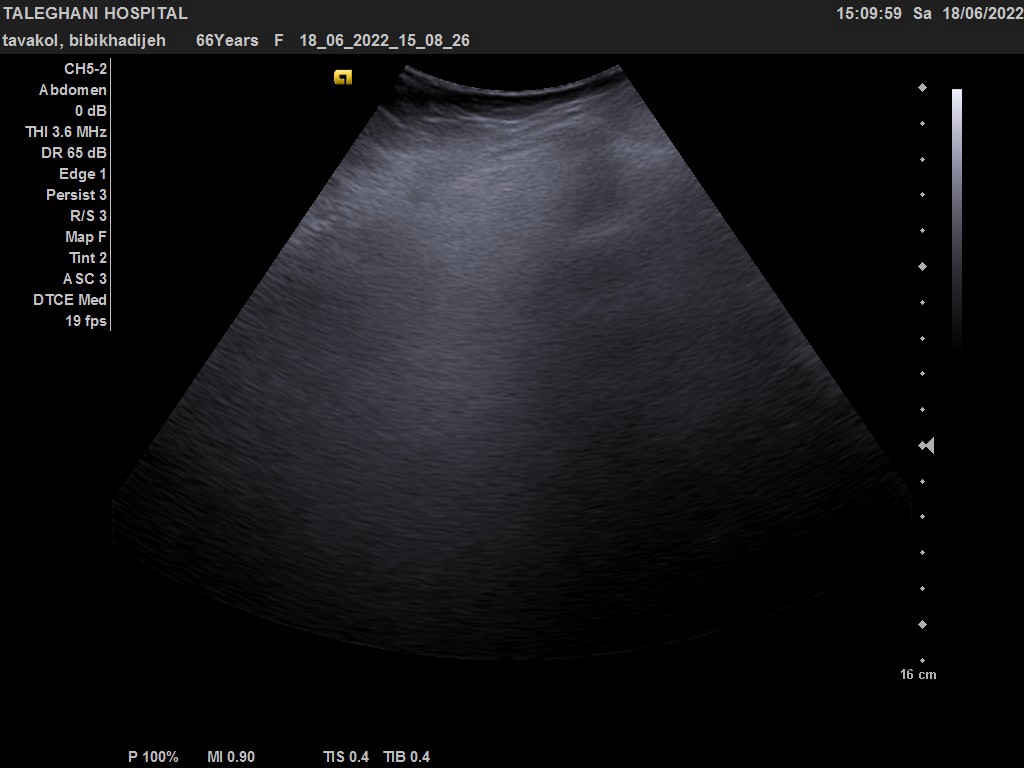 TALEGHANI HOSPITAL 15:09:59 Sa 18/06/2022
tavakol, bibikhadijeh 66Years F 18_06_2022_15_08_26
CH5-2
Abdomen
0 dB
THI 3.6 MHz
DR 65 dB
Edge 1
Persist 3
R/S 3
Map F
Tint 2
ASC 3
DTCE Med
19 fps
16 cm
P 100% MI 0.90 TIS 0.4 TIB 0.4